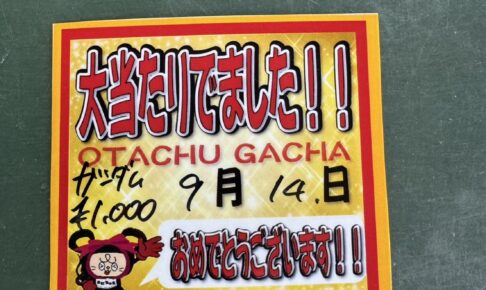 大当たりでました！！
OTACHU GACHA
ガンダム 9月 14.日
¥1,000
おめでとうございます！！